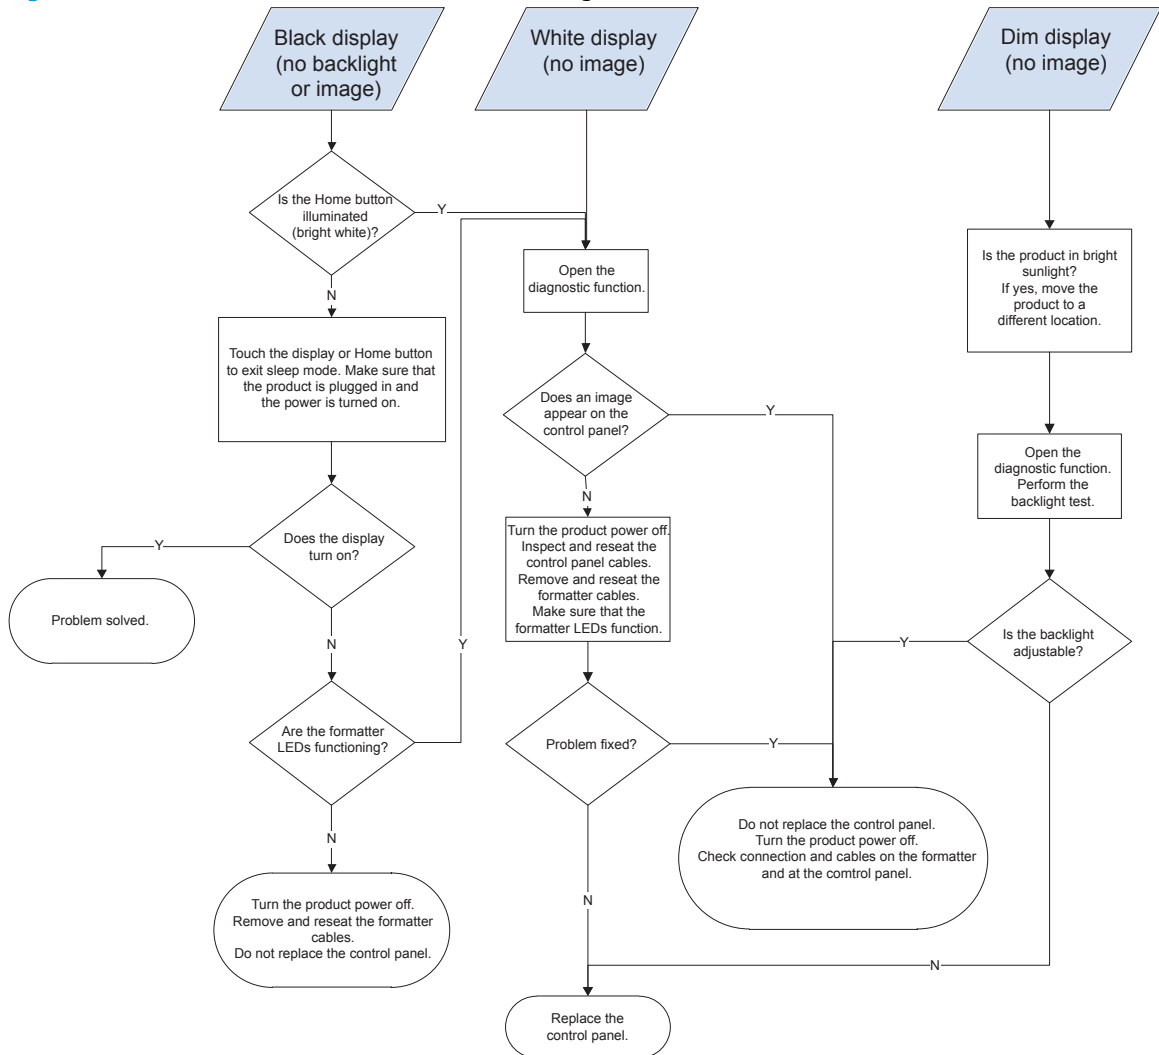 Black display
(no backlight
or image)
White display
(no image)
Dim display
(no image)
Is the Home button
illuminated
(bright white)?
Y
N
Open the
diagnostic function.
Is the product in bright
sunlight?
If yes, move the
product to a
different location.
Touch the display or Home button
to exit sleep mode. Make sure that
the product is plugged in and
the power is turned on.
Does an image
appear on the
control panel?
Y
N
Open the
diagnostic function.
Perform the
backlight test.
Does the display
turn on?
Y
N
Problem solved.
Turn the product power off.
Inspect and reseat the
control panel cables.
Remove and reseat the
formatter cables.
Make sure that the
formatter LEDs function.
Is the backlight
adjustable?
Y
Y
Are the formatter
LEDs functioning?
N
Problem fixed?
Y
N
Do not replace the control panel.
Turn the product power off.
Check connection and cables on the formatter
and at the comtrol panel.
Turn the product power off.
Remove and reseat the formatter
cables.
Do not replace the control panel.
N
Replace the
control panel.